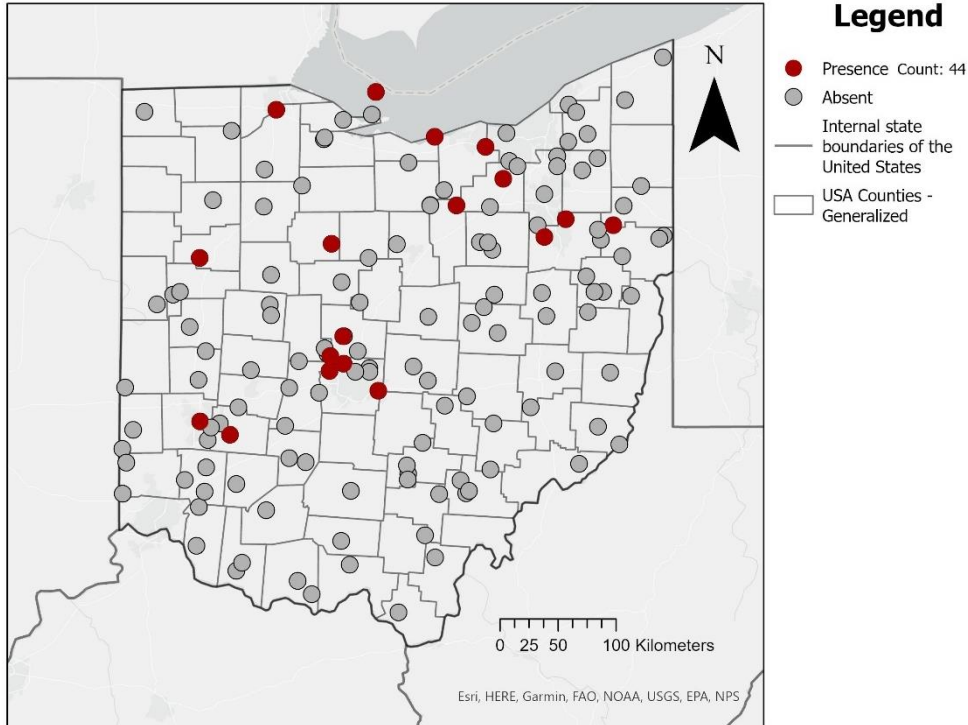 Legend
N
Presence Count: 44
Absent
Internal state
boundaries of the
United States
USA Counties -
Generalized
0 25 50 100 Kilometers
Esri, HERE, Garmin, FAO, NOAA, USGS, EPA, NPS